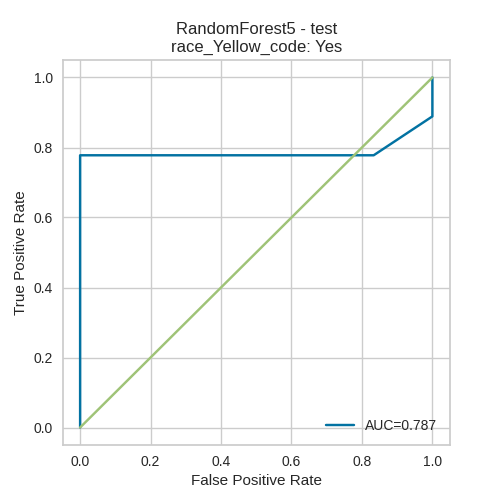 RandomForest5 - test
race_Yellow_code: Yes
1.0
0.8
0.6
0.4
0.2
0.0
True Positive Rate
AUC=0.787
0.0 0.2 0.4 0.6 0.8 1.0
False Positive Rate